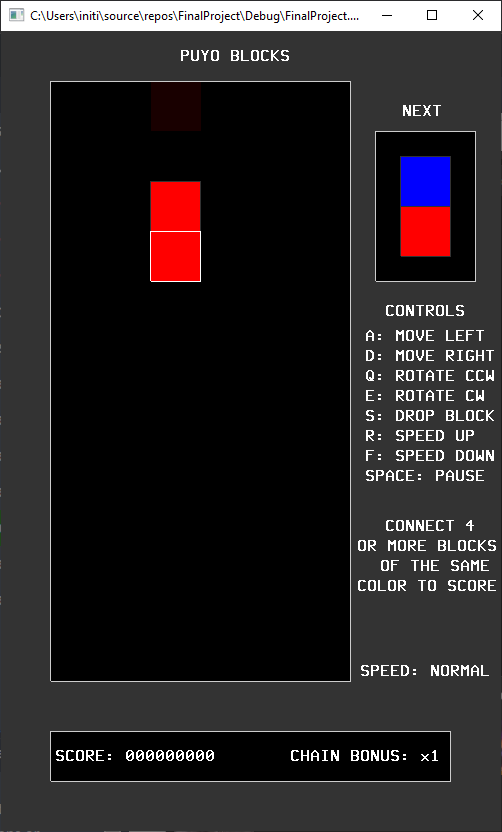 C:\Users\initi\source\repos\FinalProject\Debug\FinalProject....
PUYO BLOCKS
NEXT
CONTROLS
A: MOVE LEFT
D: MOVE RIGHT
Q: ROTATE CCW
E: ROTATE CW
S: DROP BLOCK
R: SPEED UP
F: SPEED DOWN
SPACE: PAUSE
CONNECT 4
OR MORE BLOCKS
OF THE SAME
COLOR TO SCORE
SPEED: NORMAL
SCORE: 000000000 CHAIN BONUS: x1